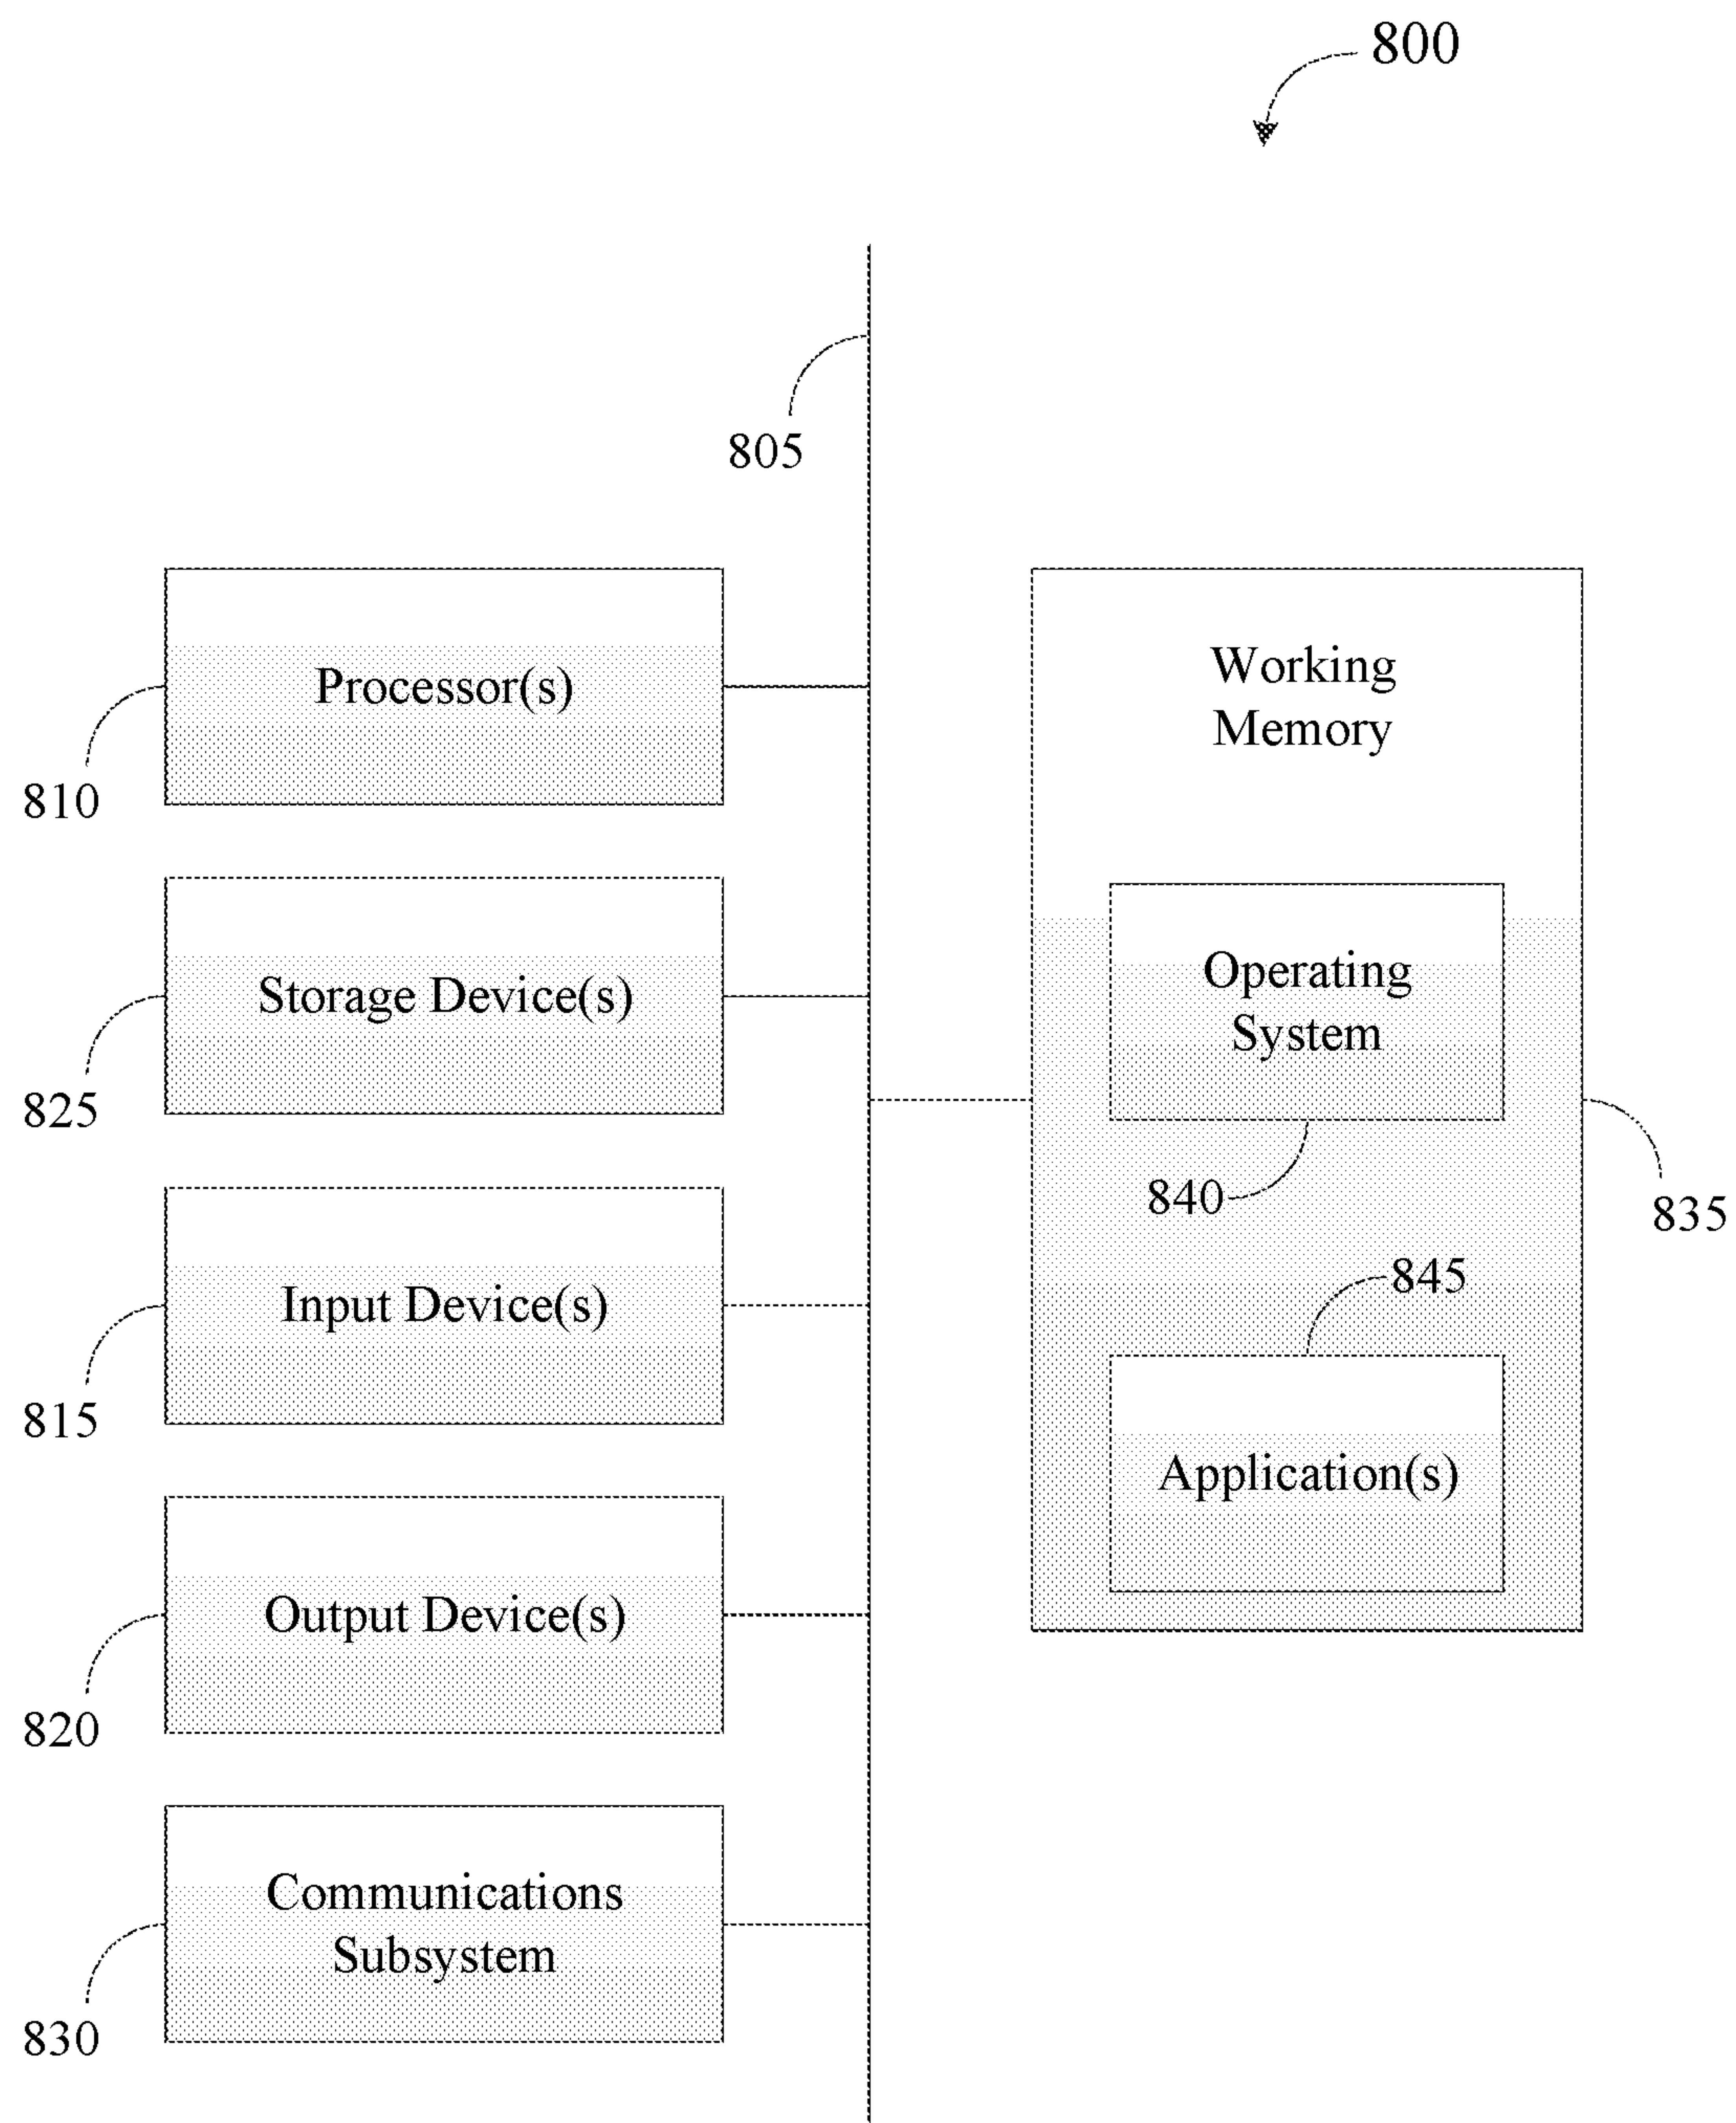 800
805
Processor(s)
810
Storage Device(s)
825
Input Device(s)
815
Output Device(s)
820
Communications
Subsystem
830
Working
Memory
Operating
System
840
835
845
Application(s)